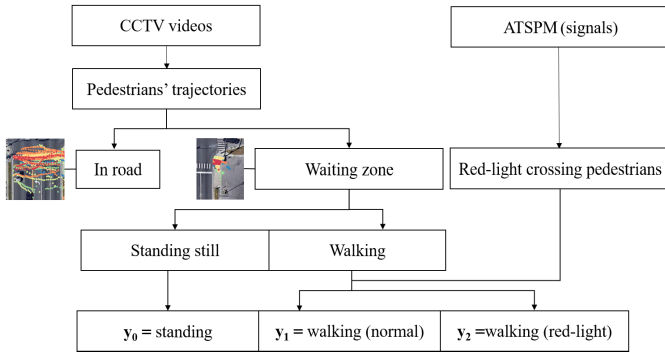 CCTV videos
ATSPM (signals)
Pedestrians' trajectories
In road
Waiting zone
Red-light crossing pedestrians
Standing still
Walking
y₀ = standing
y₁ = walking (normal)
y₂ =walking (red-light)